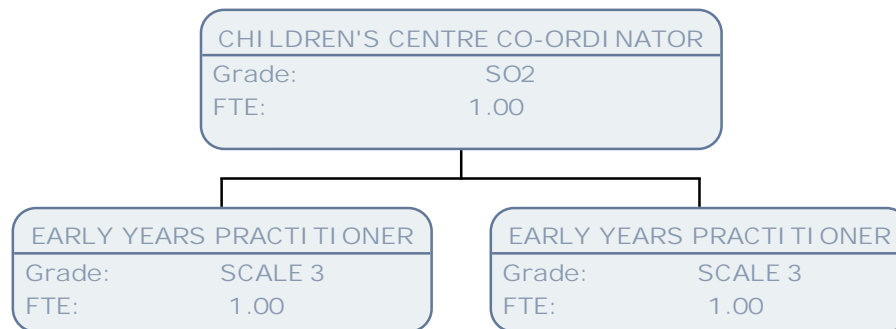 CHILDREN'S CENTRE CO-ORDINATOR
Grade: SO2
FTE: 1.00
EARLY YEARS PRACTITIONER
Grade: SCALE 3
FTE: 1.00
EARLY YEARS PRACTITIONER
Grade: SCALE 3
FTE: 1.00